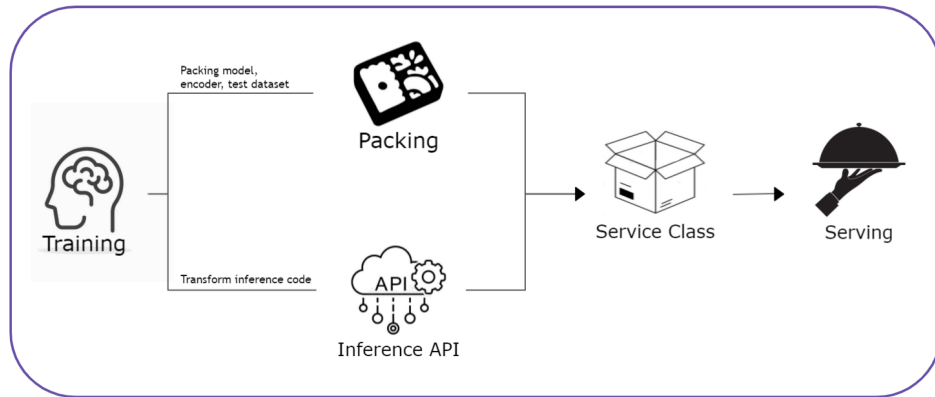 Packing model,
encoder, test dataset
Packing
Training
Service Class
Serving
Transform inference code
API
Inference API